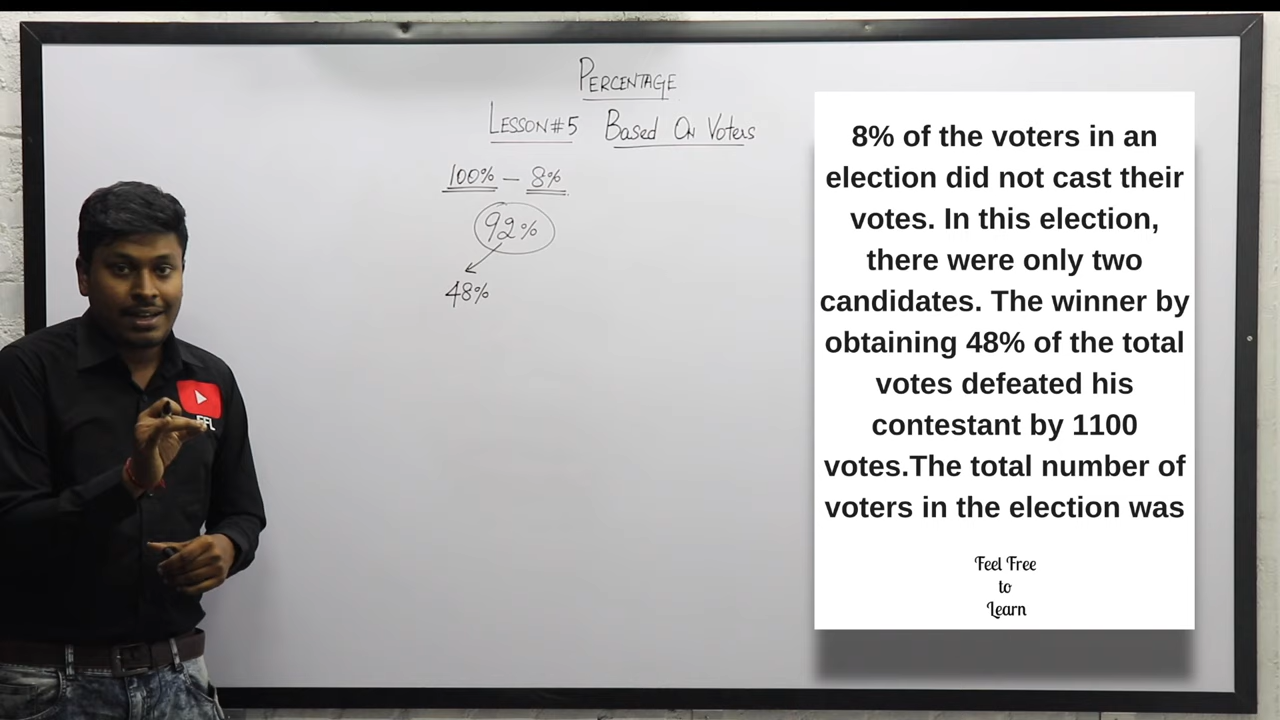 PERCENTAGE
LESSON#5 Based On Voters
100% - 8%
92%
48%
FFL
8% of the voters in an
election did not cast their
votes. In this election,
there were only two
candidates. The winner by
obtaining 48% of the total
votes defeated his
contestant by 1100
votes.The total number of
voters in the election was
Feel Free
to
Learn